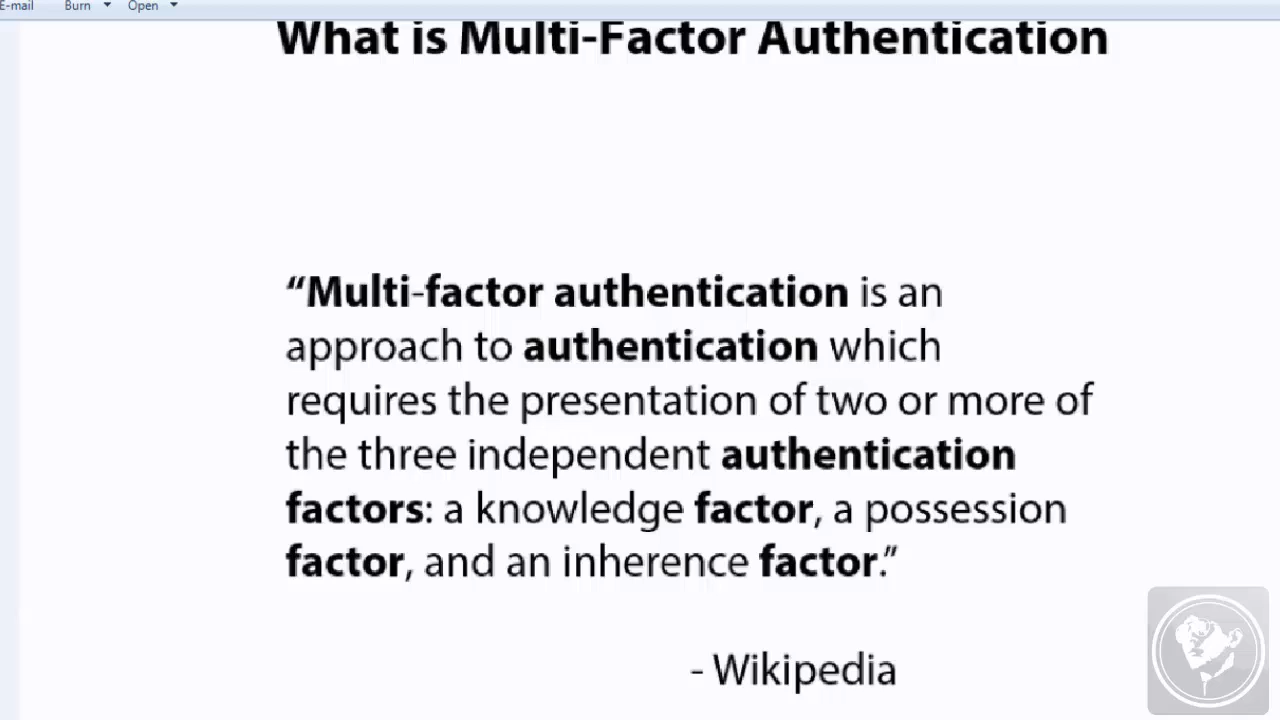 E-mail Burn Open
What is Multi-Factor Authentication
“Multi-factor authentication is an
approach to authentication which
requires the presentation of two or more of
the three independent authentication
factors: a knowledge factor, a possession
factor, and an inherence factor.”
- Wikipedia